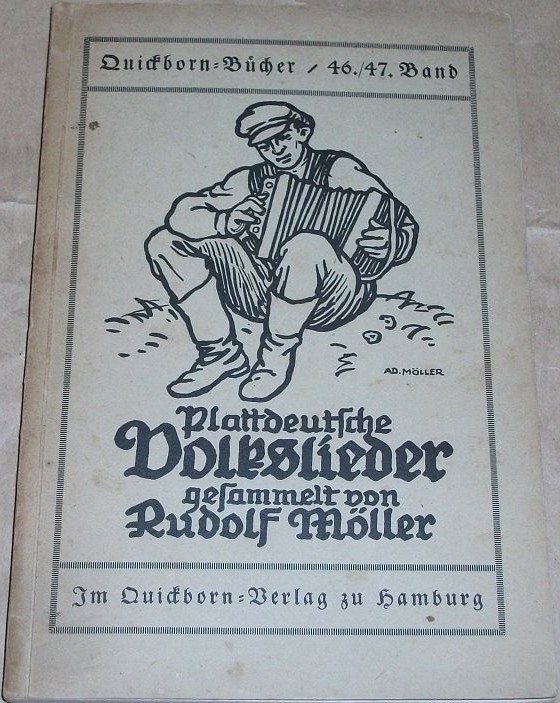 Quickborn-Bücher / 46./47. Band
AD. MÖLLER
Plattdeutsche
Volkslieder
gesammelt von
Rudolf Möller
Im Quickborn-Verlag zu Hamburg